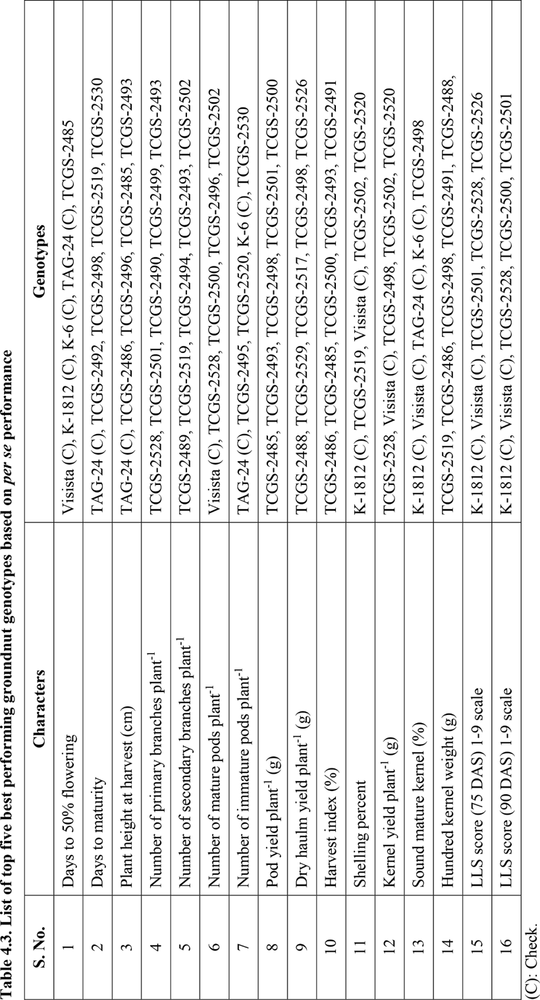 Table 4.3. List of top five best performing groundnut genotypes based on per se performance
S. No. Characters Genotypes
1 Days to 50% flowering Visista (C), K-1812 (C), K-6 (C), TAG-24 (C), TCGS-2485
2 Days to maturity TAG-24 (C), TCGS-2492, TCGS-2498, TCGS-2519, TCGS-2530
3 Plant height at harvest (cm) TAG-24 (C), TCGS-2486, TCGS-2496, TCGS-2485, TCGS-2493
4 Number of primary branches plant⁻¹ TCGS-2528, TCGS-2501, TCGS-2490, TCGS-2499, TCGS-2493
5 Number of secondary branches plant⁻¹ TCGS-2489, TCGS-2519, TCGS-2494, TCGS-2493, TCGS-2502
6 Number of mature pods plant⁻¹ Visista (C), TCGS-2528, TCGS-2500, TCGS-2496, TCGS-2502
7 Number of immature pods plant⁻¹ TAG-24 (C), TCGS-2495, TCGS-2520, K-6 (C), TCGS-2530
8 Pod yield plant⁻¹ (g) TCGS-2485, TCGS-2493, TCGS-2498, TCGS-2501, TCGS-2500
9 Dry haulm yield plant⁻¹ (g) TCGS-2488, TCGS-2529, TCGS-2517, TCGS-2498, TCGS-2526
10 Harvest index (%) TCGS-2486, TCGS-2485, TCGS-2500, TCGS-2493, TCGS-2491
11 Shelling percent K-1812 (C), TCGS-2519, Visista (C), TCGS-2502, TCGS-2520
12 Kernel yield plant⁻¹ (g) TCGS-2528, Visista (C), TCGS-2498, TCGS-2502, TCGS-2520
13 Sound mature kernel (%) K-1812 (C), Visista (C), TAG-24 (C), K-6 (C), TCGS-2498
14 Hundred kernel weight (g) TCGS-2519, TCGS-2486, TCGS-2498, TCGS-2491, TCGS-2488,
15 LLS score (75 DAS) 1-9 scale K-1812 (C), Visista (C), TCGS-2501, TCGS-2528, TCGS-2526
16 LLS score (90 DAS) 1-9 scale K-1812 (C), Visista (C), TCGS-2528, TCGS-2500, TCGS-2501
(C): Check.